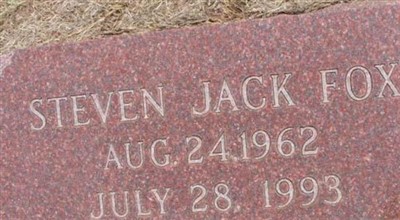 STEVEN JACK FOX
AUG. 24, 1962
JULY 28, 1993